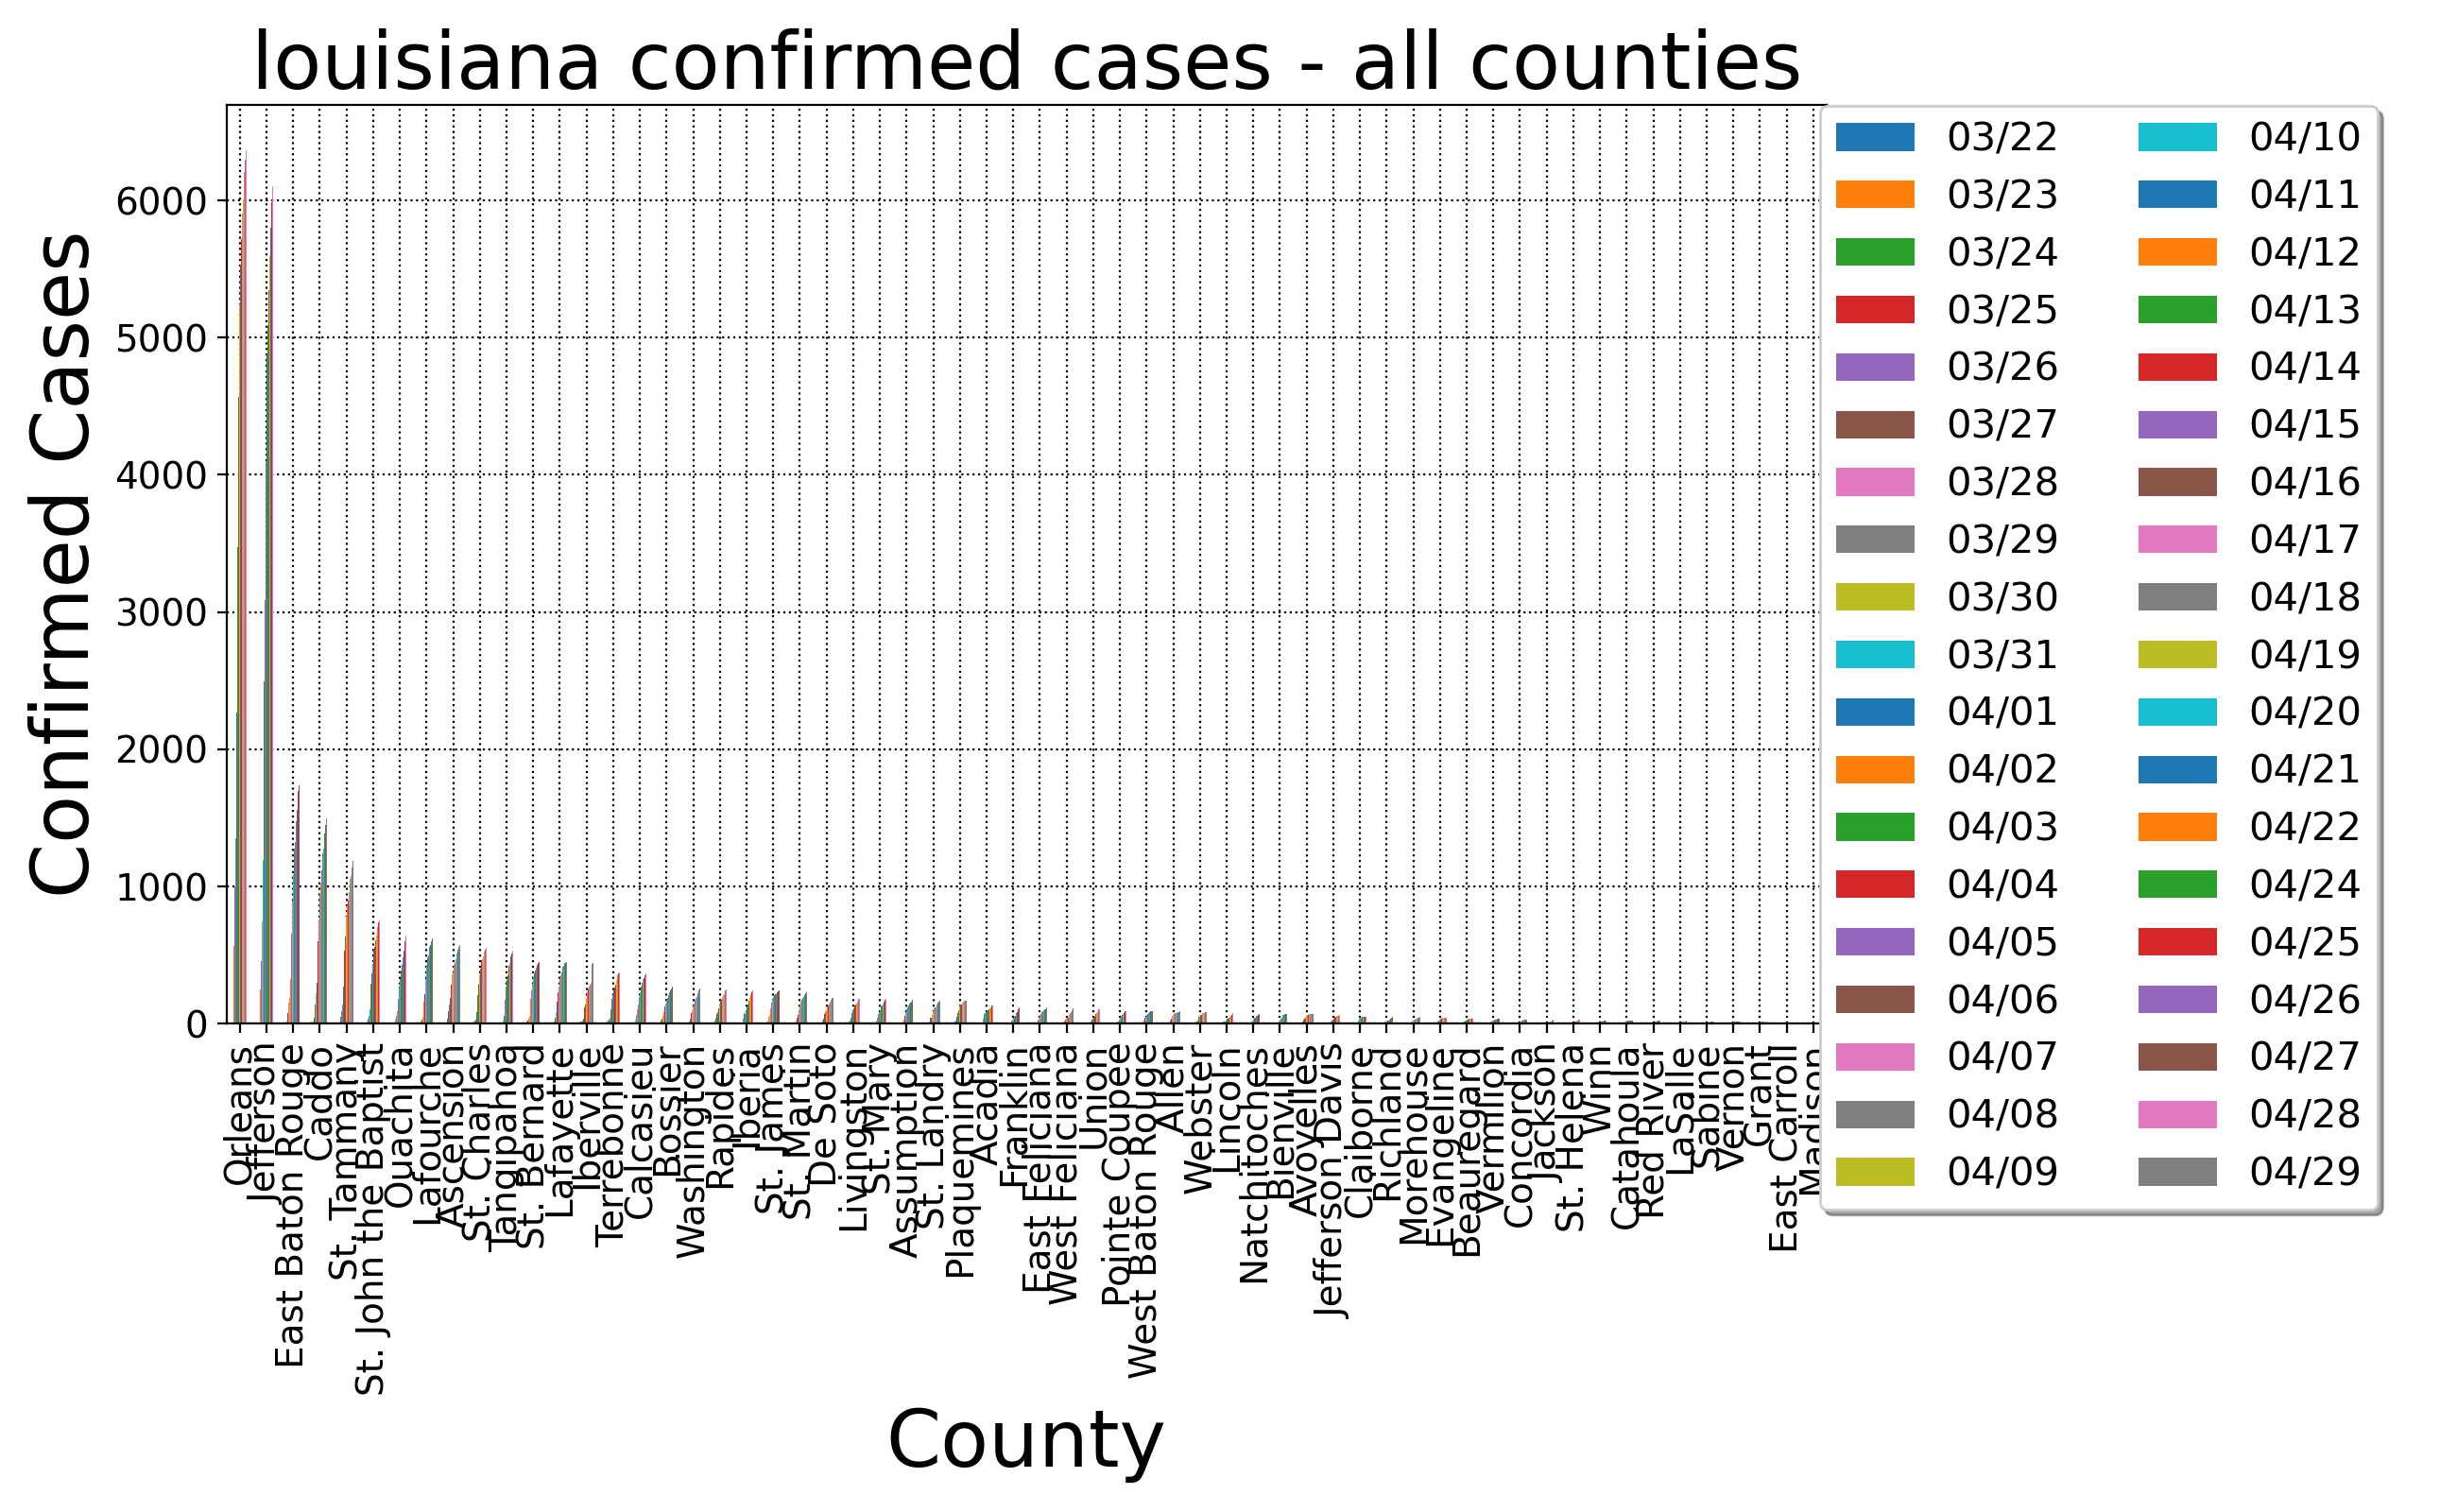 louisiana confirmed cases - all counties
Confirmed Cases
6000
5000
4000
3000
2000
1000
0
Orleans
Jefferson
East Baton Rouge
Caddo
St. Tammany
St. John the Baptist
Ouachita
Lafourche
Ascension
St. Charles
Tangipahoa
St. Bernard
Lafayette
Iberville
Terrebonne
Calcasieu
Bossier
Washington
Rapides
Iberia
St. James
St. Martin
De Soto
Livingston
St. Mary
Assumption
St. Landry
Plaquemines
Acadia
Franklin
East Feliciana
West Feliciana
Union
Pointe Coupee
West Baton Rouge
Allen
Webster
Lincoln
Natchitoches
Bienville
Avoyelles
Jefferson Davis
Claiborne
Richland
Morehouse
Evangeline
Beauregard
Vermilion
Concordia
Jackson
St. Helena
Winn
Catahoula
Red River
LaSalle
Sabine
Vernon
Grant
East Carroll
Madison
County
03/22
03/23
03/24
03/25
03/26
03/27
03/28
03/29
03/30
03/31
04/01
04/02
04/03
04/04
04/05
04/06
04/07
04/08
04/09
04/10
04/11
04/12
04/13
04/14
04/15
04/16
04/17
04/18
04/19
04/20
04/21
04/22
04/24
04/25
04/26
04/27
04/28
04/29